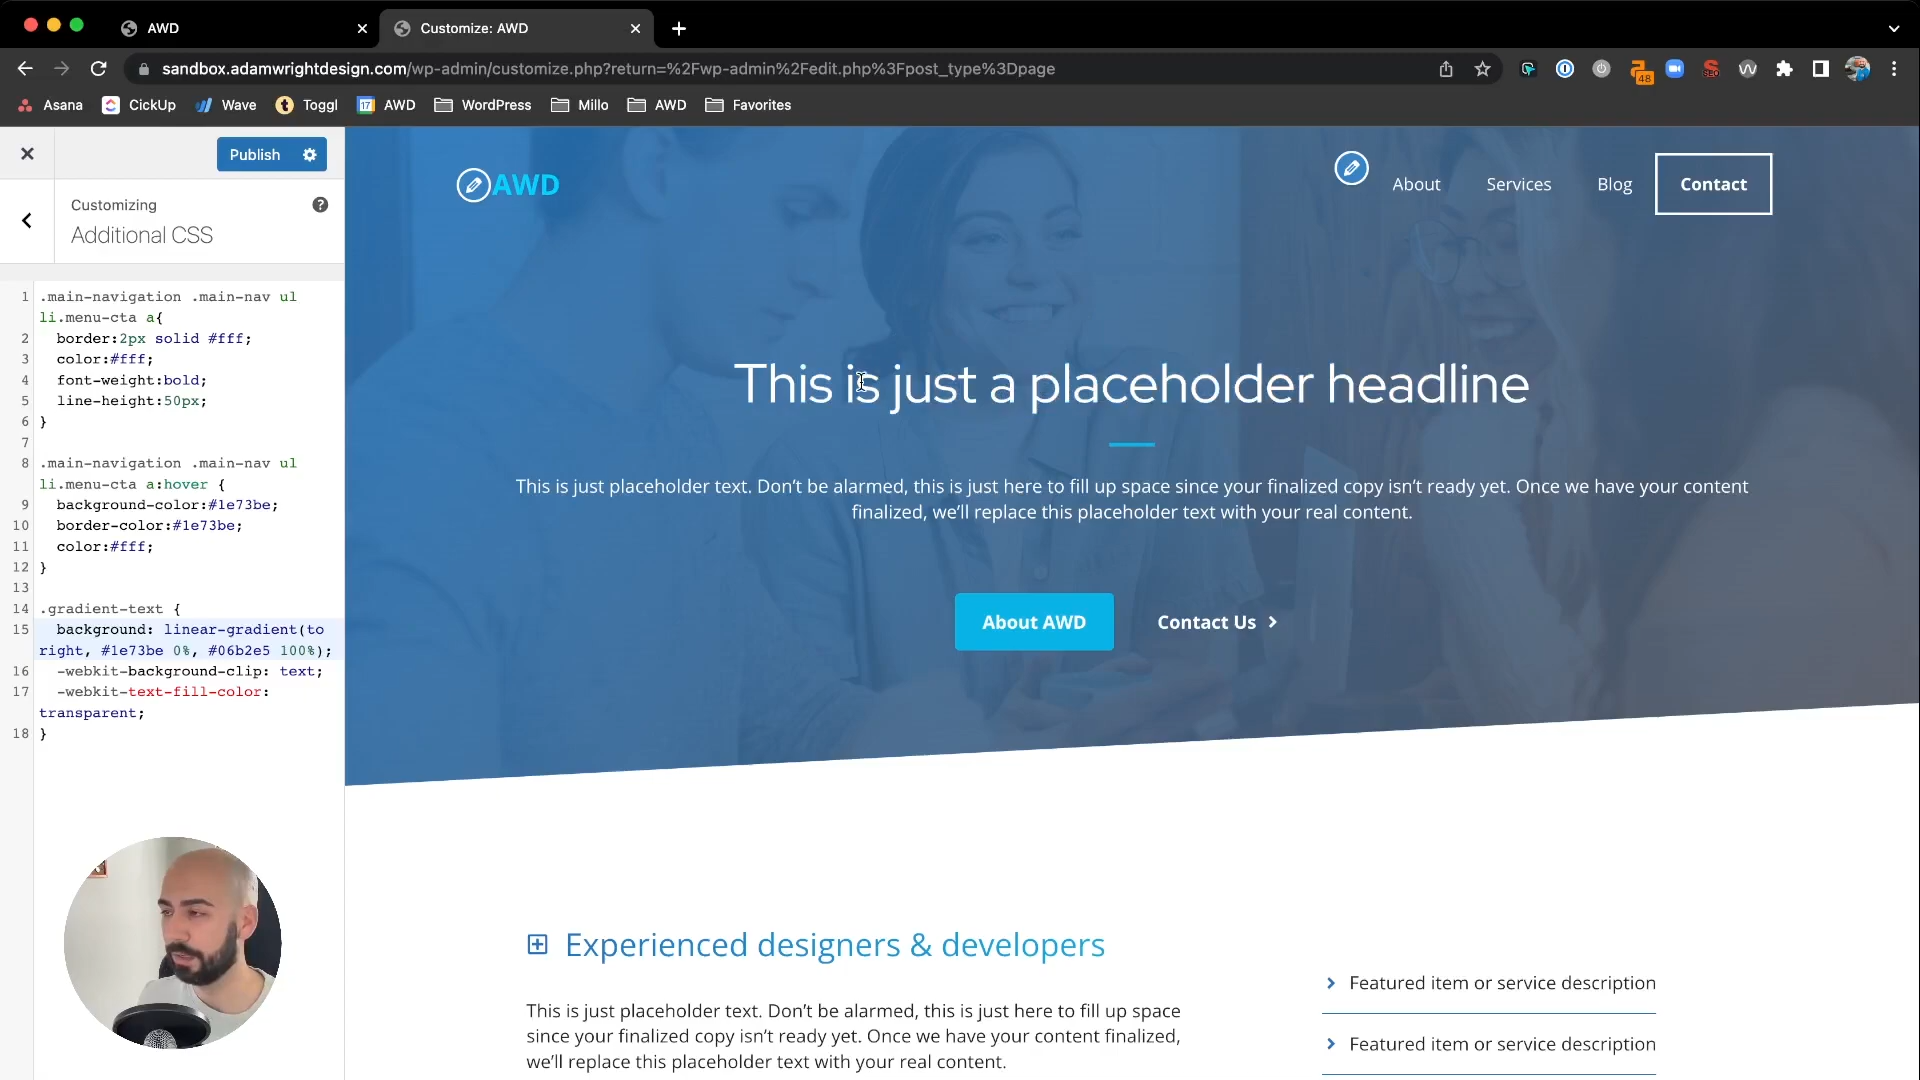 AWD
Customize: AWD
sandbox.adamwrightdesign.com/wp-admin/customize.php?return=%2Fwp-admin%2Fedit.php%3Fpost_type%3Dpage
48
SEO
Asana
CickUp
Wave
Toggl
17 AWD
WordPress
Millo
AWD
Favorites
Publish
Customizing
Additional CSS
1 .main-navigation .main-nav ul
li.menu-cta a{
2 border:2px solid #fff;
3 color:#fff;
4 font-weight:bold;
5 line-height:50px;
6 }
7
8 .main-navigation .main-nav ul
li.menu-cta a:hover {
9 background-color:#1e73be;
10 border-color:#1e73be;
11 color:#fff;
12 }
13
14 .gradient-text {
15 background: linear-gradient(to
right, #1e73be 0%, #06b2e5 100%);
16 -webkit-background-clip: text;
17 -webkit-text-fill-color:
transparent;
18 }
AWD
About
Services
Blog
Contact
This is just a placeholder headline
This is just placeholder text. Don't be alarmed, this is just here to fill up space since your finalized copy isn't ready yet. Once we have your content
finalized, we'll replace this placeholder text with your real content.
About AWD
Contact Us
Experienced designers & developers
This is just placeholder text. Don't be alarmed, this is just here to fill up space
since your finalized copy isn't ready yet. Once we have your content finalized,
we'll replace this placeholder text with your real content.
Featured item or service description
Featured item or service description